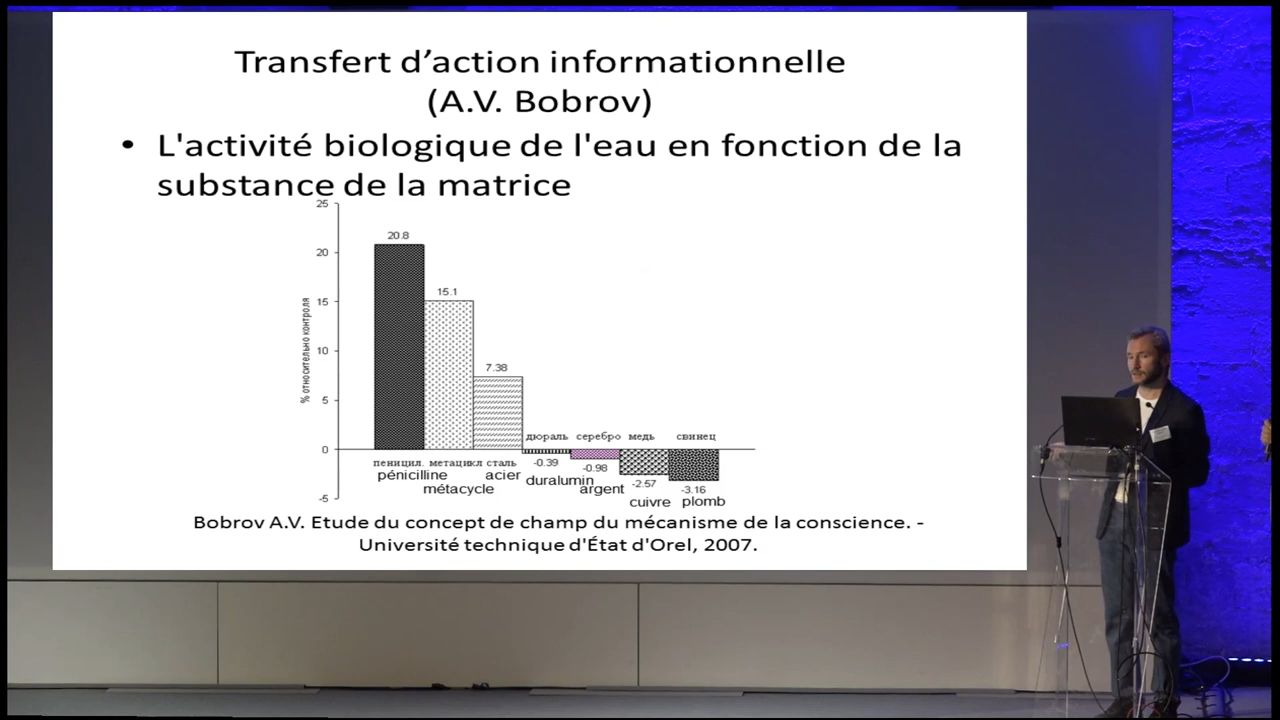 Transfert d’action informationnelle
(A.V. Bobrov)
• L'activité biologique de l'eau en fonction de la
substance de la matrice
25
20
15
10
5
0
-5
% относительно контроля
20.8
15.1
7.38
дюраль серебро медь свинец
пеницил. метацикл сталь
-0.39
-0.98
-2.57
-3.16
pénicilline
métacycle
acier
duralumin
argent
cuivre
plomb
Bobrov A.V. Etude du concept de champ du mécanisme de la conscience. -
Université technique d'État d'Orel, 2007.